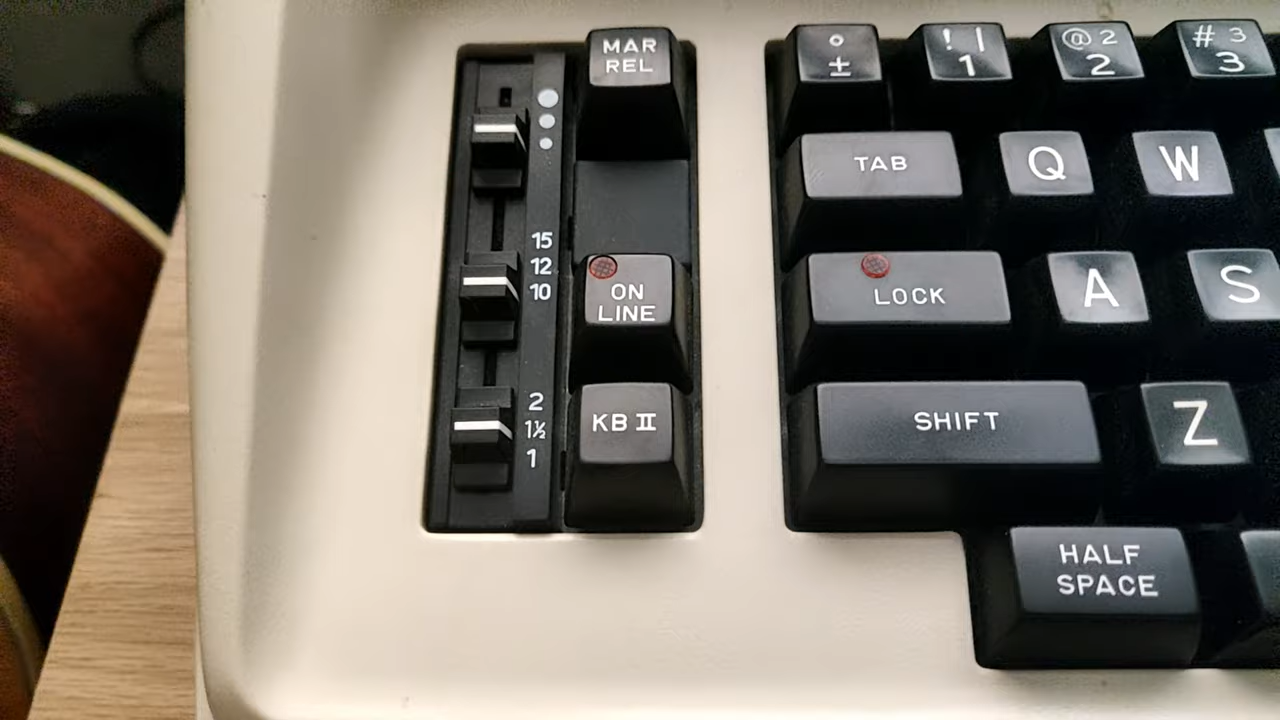 MAR
REL
15
12
10
ON
LINE
2
1½
1
KB II
°
±
! |
1
@ 2
2
# 3
3
TAB
Q
W
LOCK
A
S
SHIFT
Z
HALF
SPACE